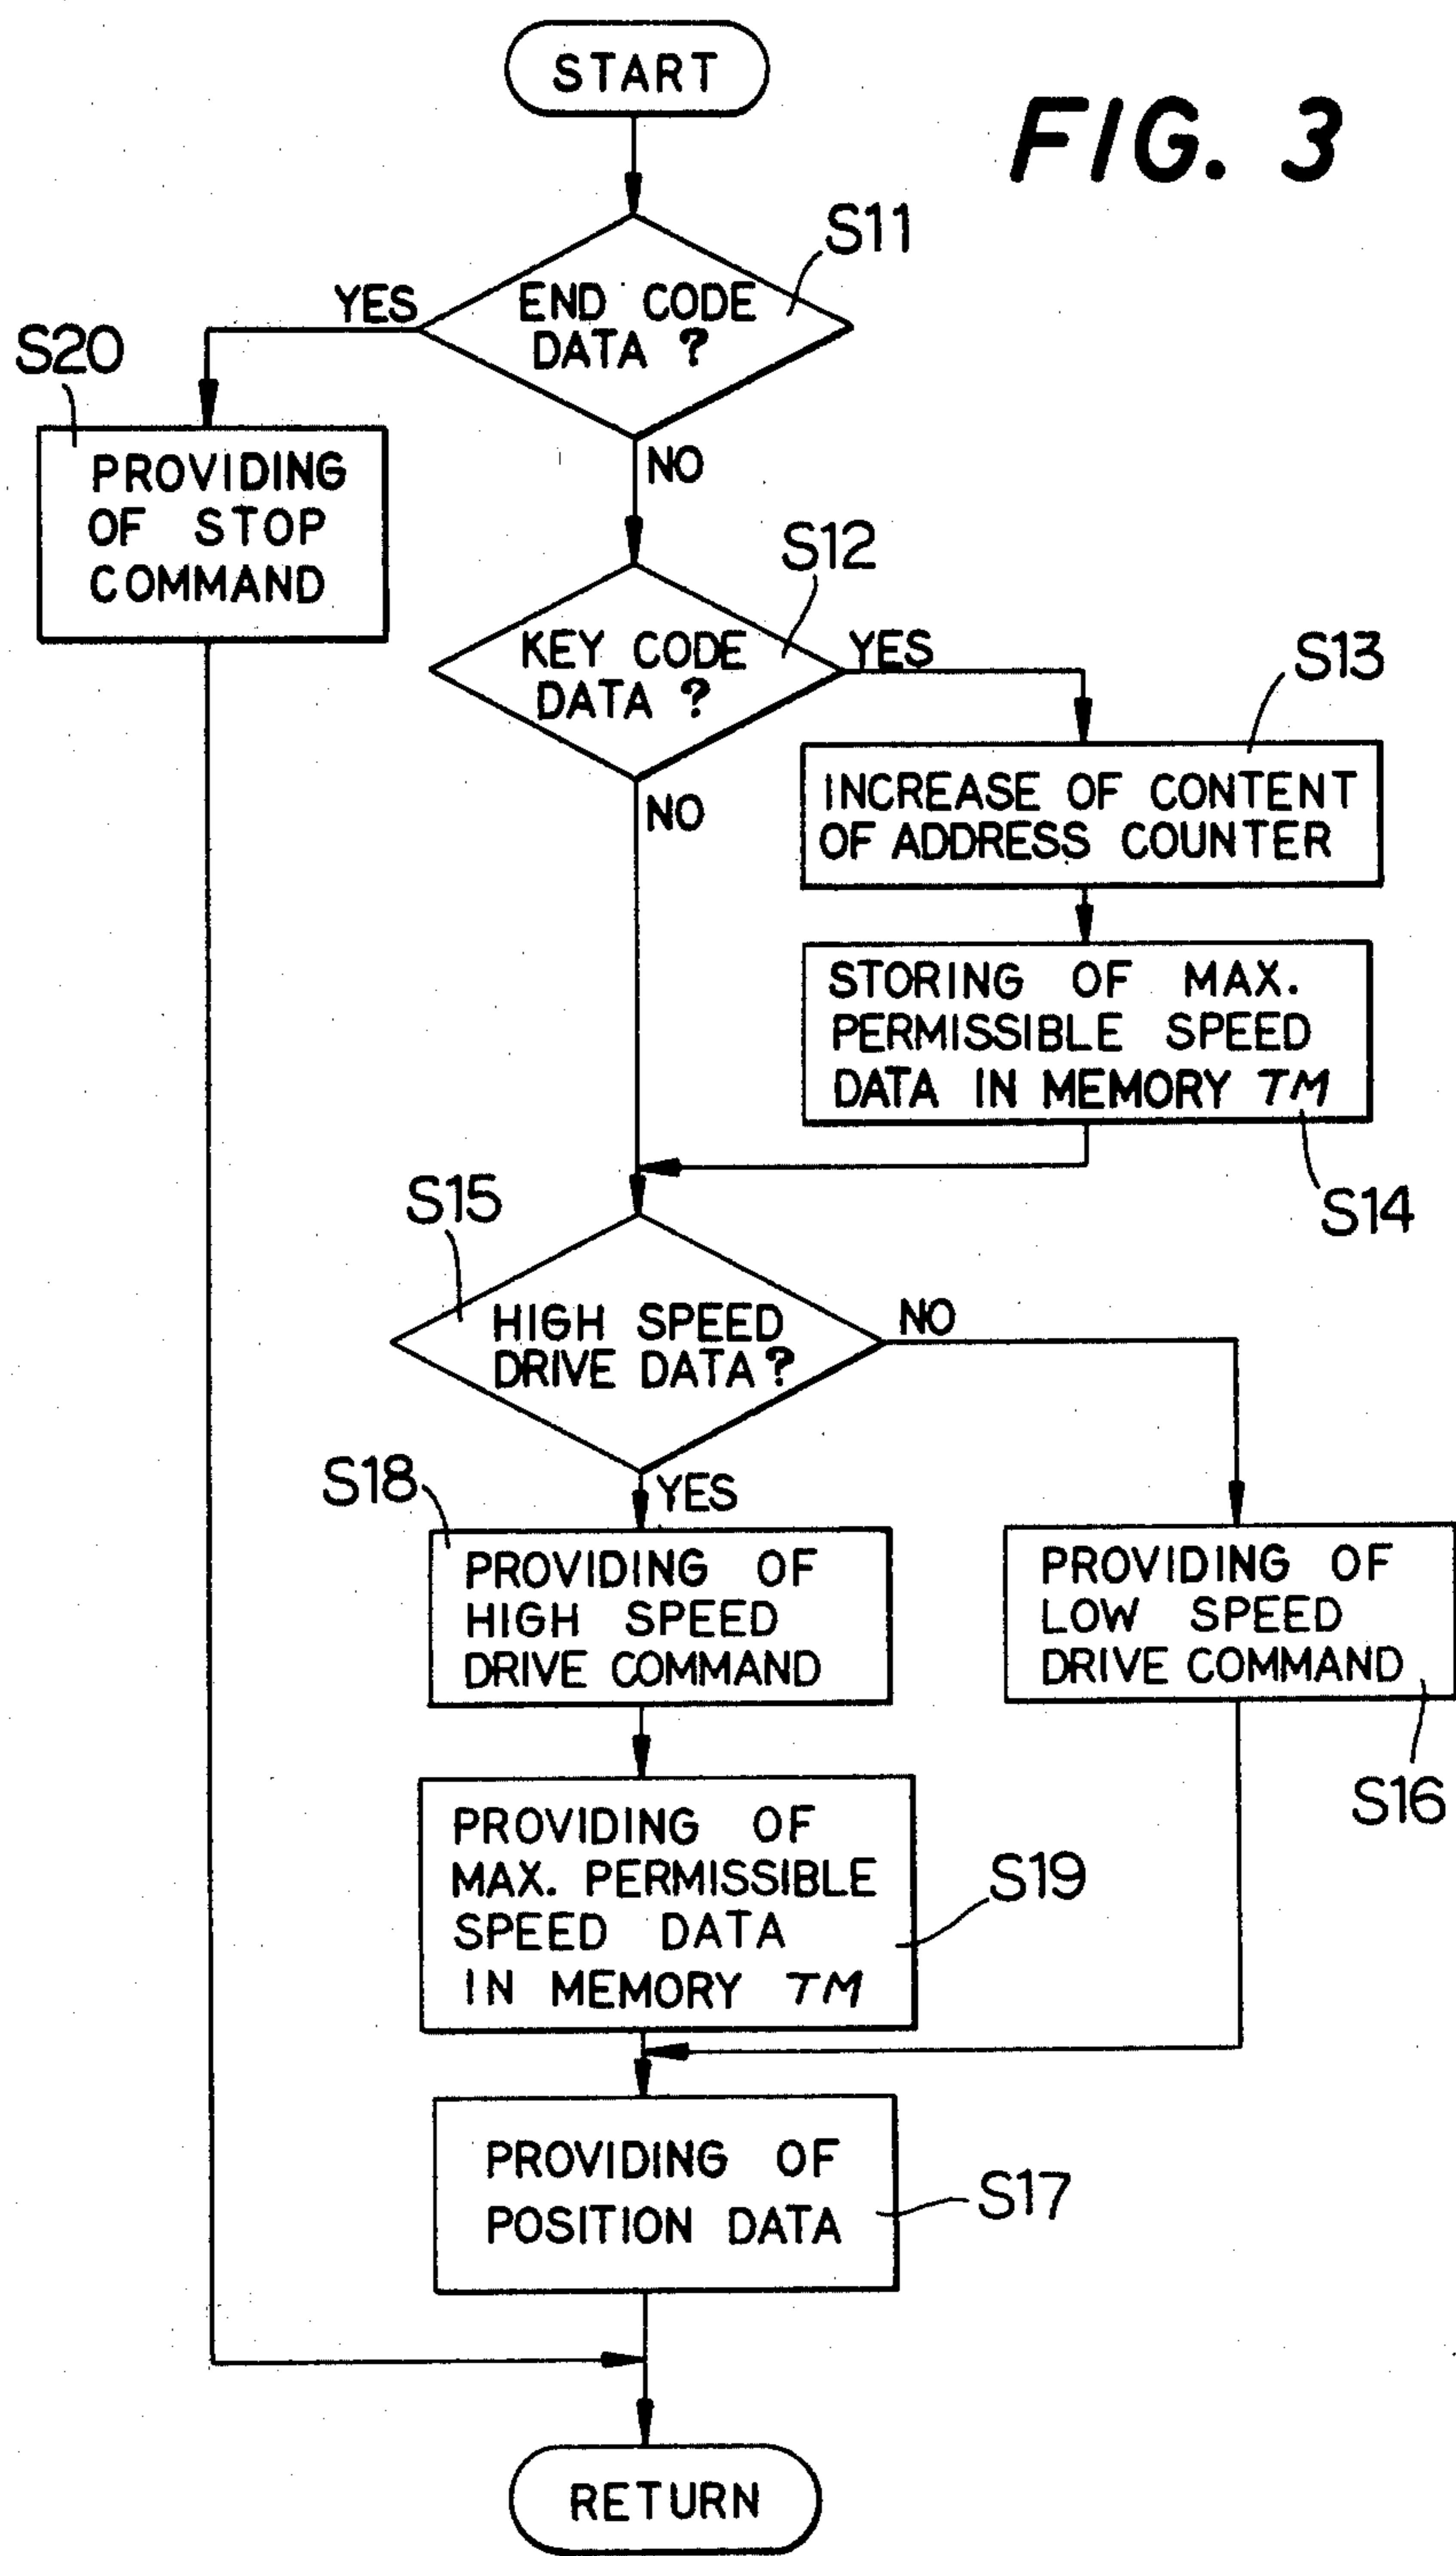 START
FIG. 3
S11
YES
END CODE
DATA ?
S20
NO
PROVIDING
OF STOP
COMMAND
S12
KEY CODE
DATA ?
YES
S13
NO
INCREASE OF CONTENT
OF ADDRESS COUNTER
STORING OF MAX.
PERMISSIBLE SPEED
DATA IN MEMORY TM
S14
S15
HIGH SPEED
DRIVE DATA?
NO
S18
YES
PROVIDING OF
HIGH SPEED
DRIVE COMMAND
PROVIDING OF
LOW SPEED
DRIVE COMMAND
S16
PROVIDING OF
MAX. PERMISSIBLE
SPEED DATA
IN MEMORY TM
S19
PROVIDING OF
POSITION DATA
S17
RETURN